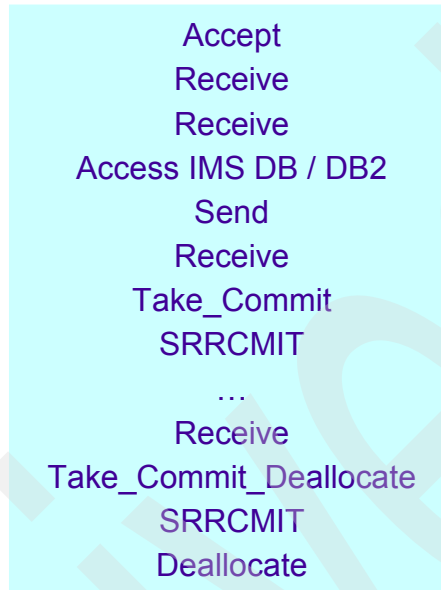 Accept
Receive
Receive
Access IMS DB / DB2
Send
Receive
Take_Commit
SRRCMIT
…
Receive
Take_Commit_Deallocate
SRRCMIT
Deallocate